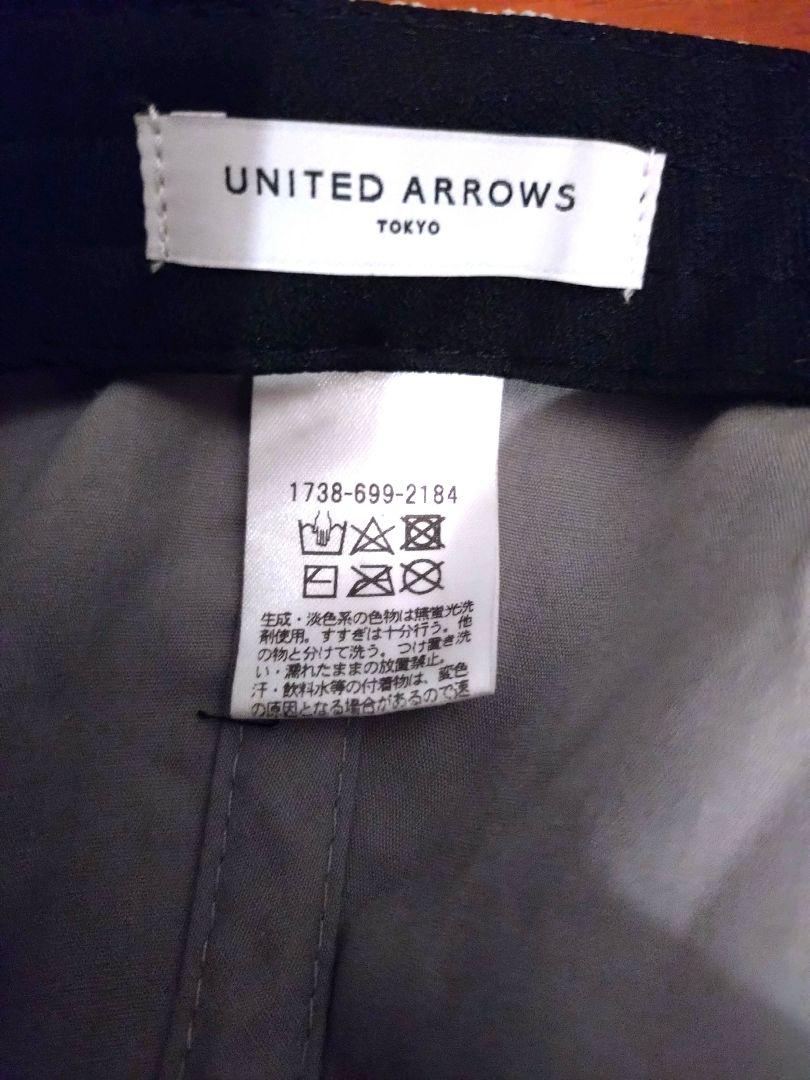 UNITED ARROWS
TOKYO
1738-699-2184
生成・淡色系の色物は無蛍光洗
剤使用。すすぎは十分行う。他
の物と分けて洗う。つけ置き洗
い・濡れたままの放置禁止。
汗・飲料水等の付着物は、変色
の原因となる場合があるので速